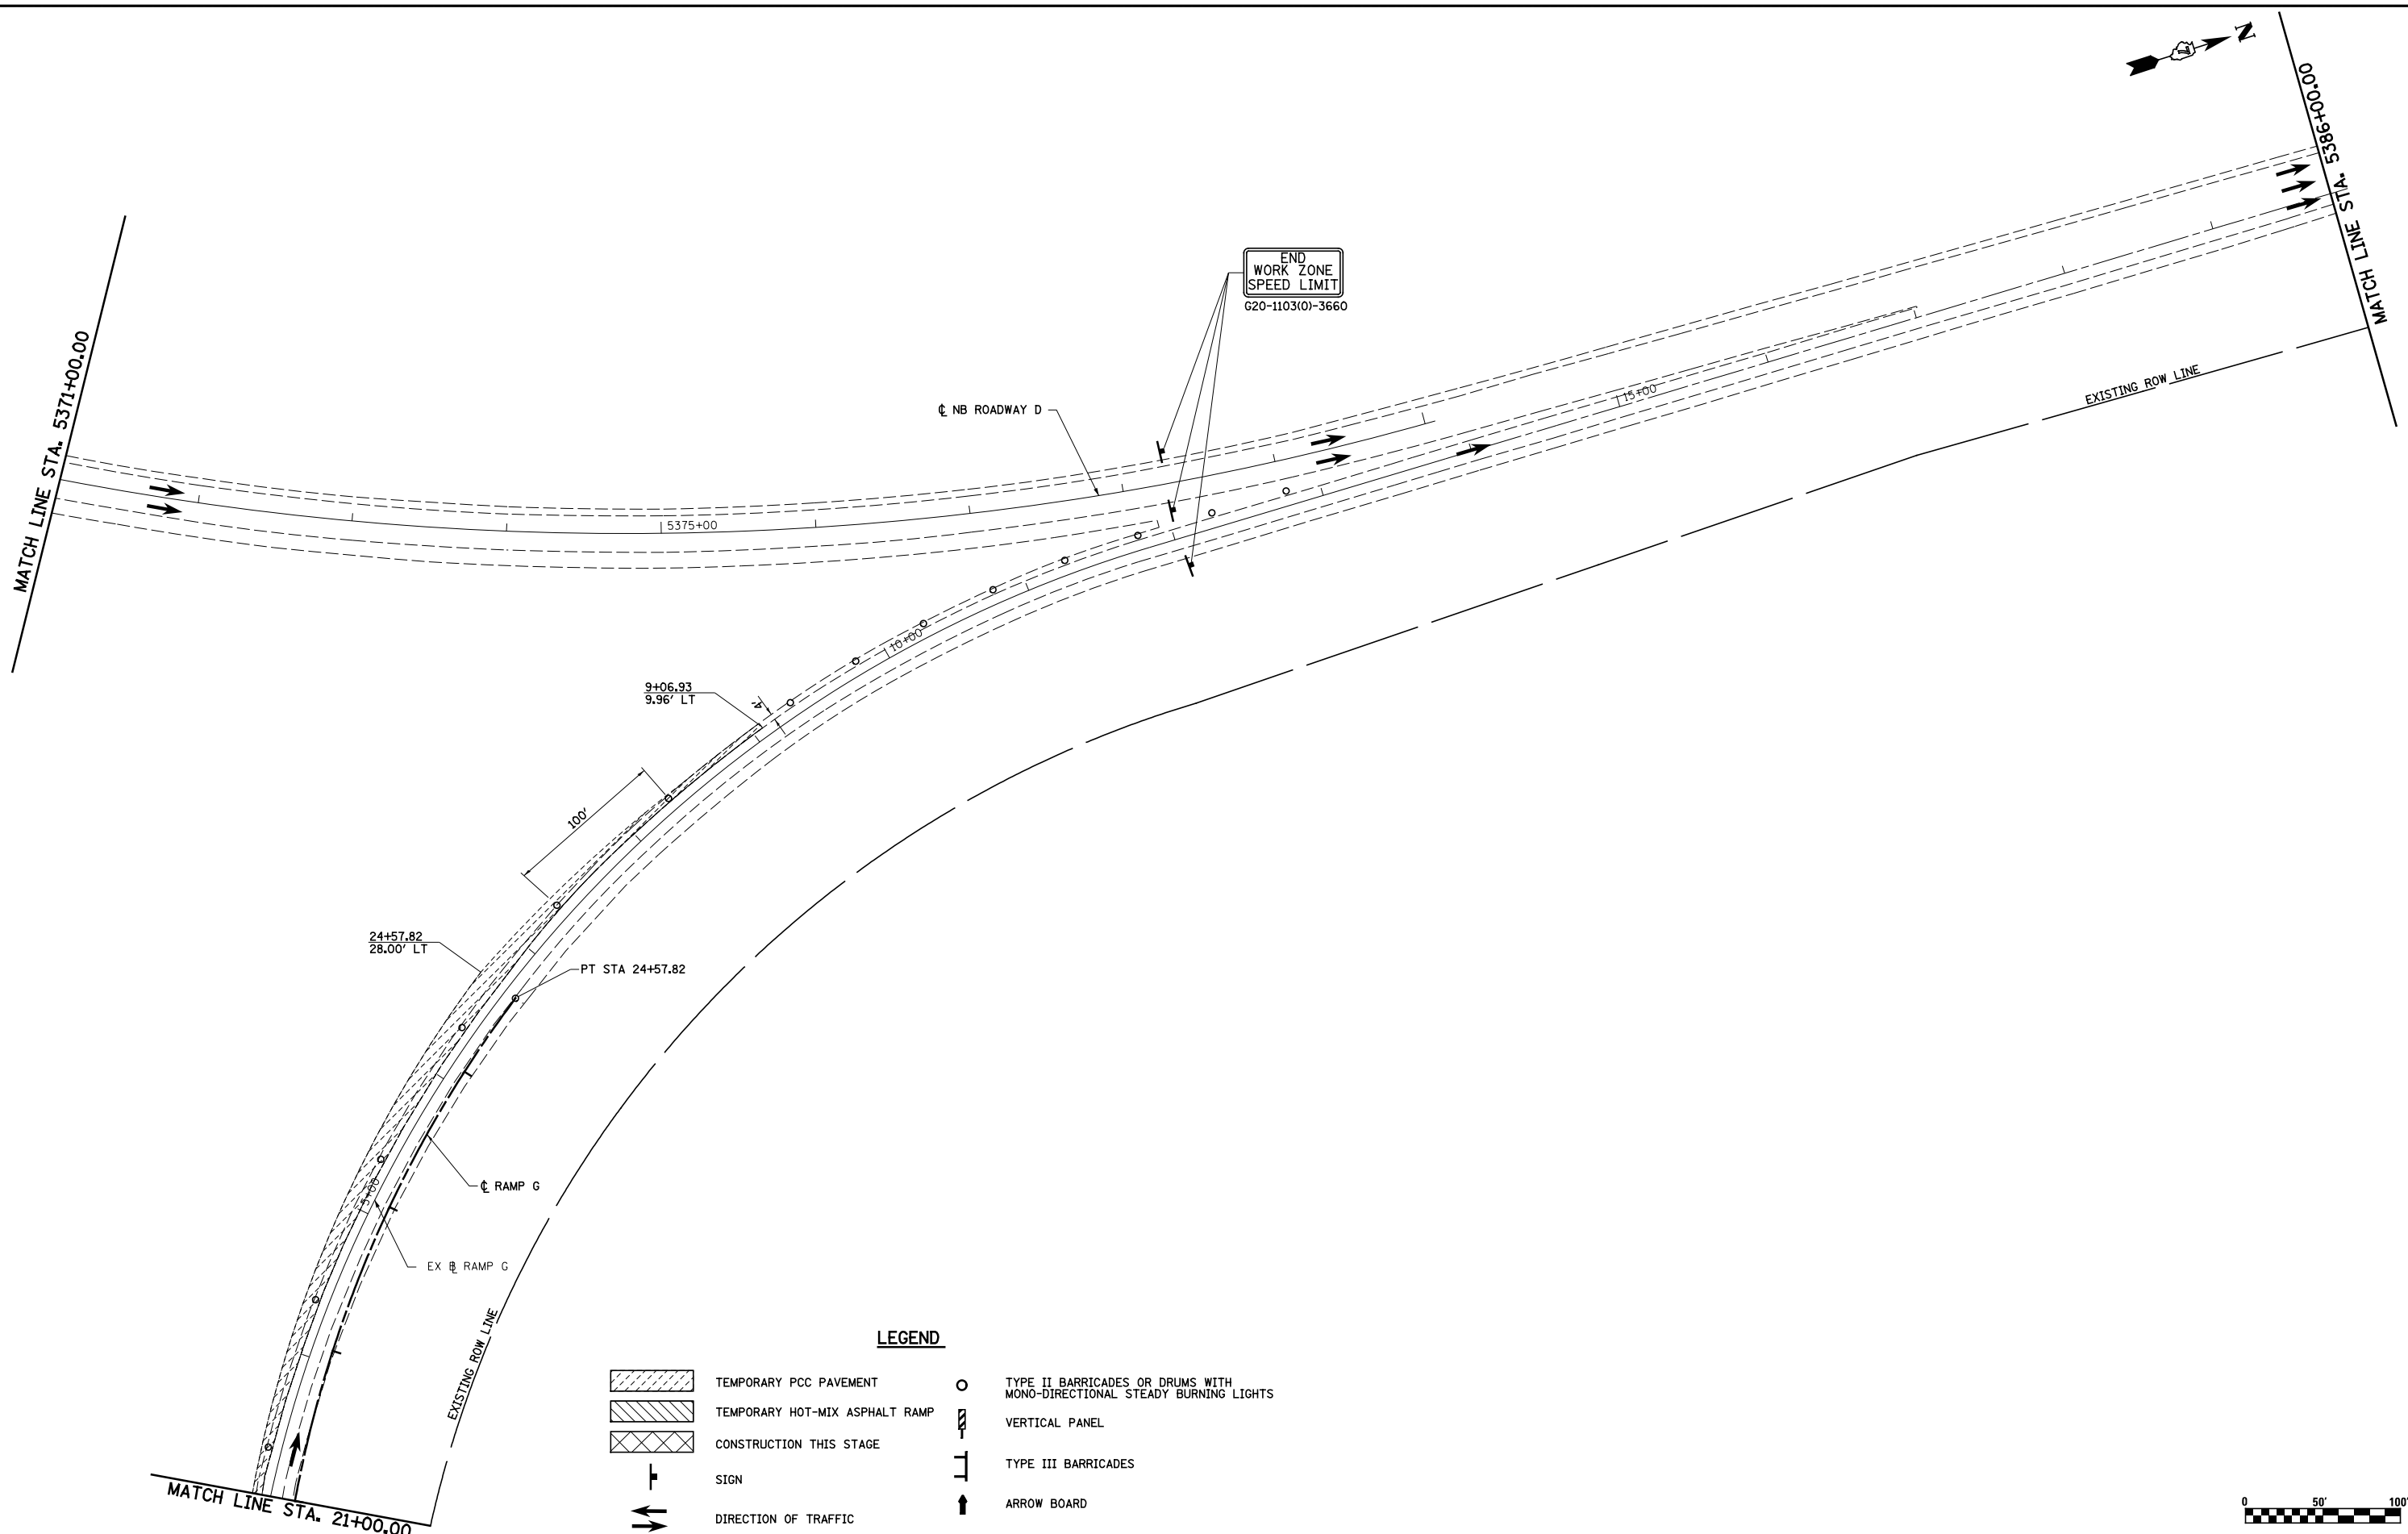 N
MATCH LINE STA. 5386+00.00
MATCH LINE STA. 5371+00.00
END
WORK ZONE
SPEED LIMIT
G20-1103(0)-3660
℄ NB ROADWAY D
15+00
EXISTING ROW LINE
5375+00
10+00
9+06.93
9.96' LT
4'
100'
24+57.82
28.00' LT
PT STA 24+57.82
5+00
℄ RAMP G
EX B̵L RAMP G
EXISTING ROW LINE
MATCH LINE STA. 21+00.00
LEGEND
TEMPORARY PCC PAVEMENT
TEMPORARY HOT-MIX ASPHALT RAMP
CONSTRUCTION THIS STAGE
SIGN
DIRECTION OF TRAFFIC
TYPE II BARRICADES OR DRUMS WITH
MONO-DIRECTIONAL STEADY BURNING LIGHTS
VERTICAL PANEL
TYPE III BARRICADES
ARROW BOARD
0 50' 100'